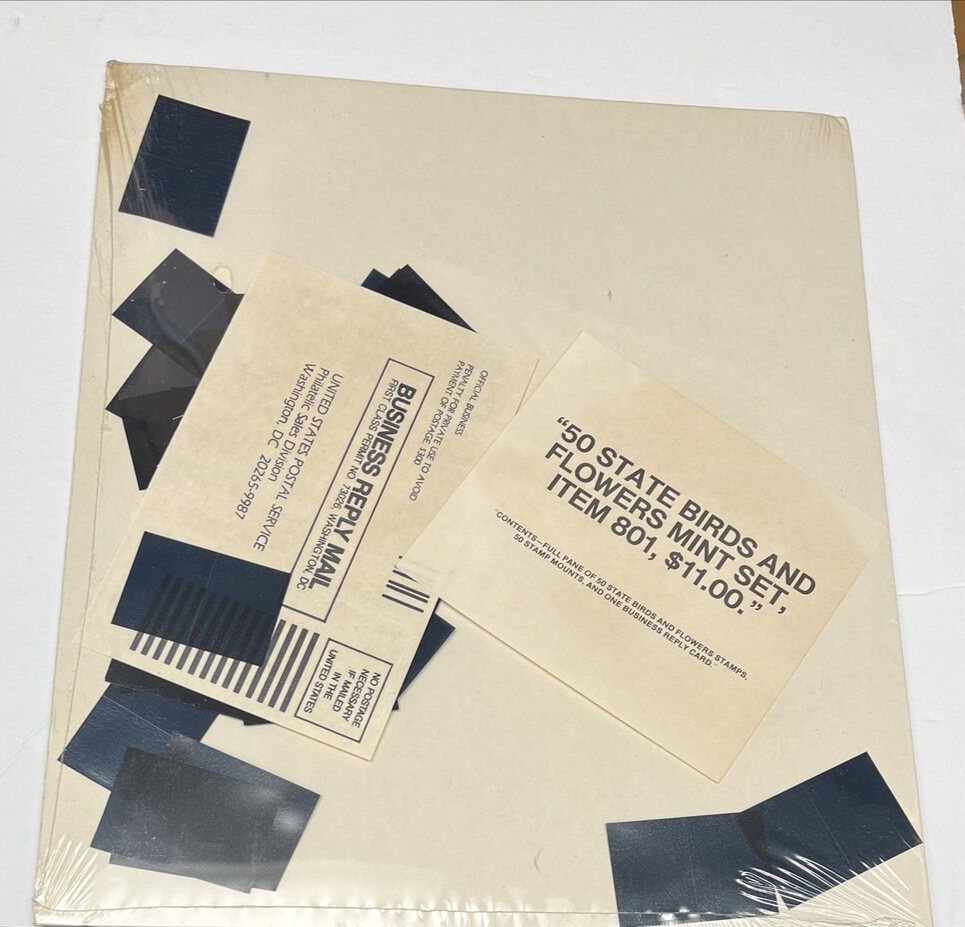 OFFICIAL BUSINESS
PENALTY FOR PRIVATE USE TO AVOID
PAYMENT OF POSTAGE, $300
BUSINESS REPLY MAIL
FIRST CLASS PERMIT NO. 73026, WASHINGTON, DC
UNITED STATES POSTAL SERVICE
Philatelic Sales Division
Washington, DC 20265-9987
NO POSTAGE
NECESSARY
IF MAILED
IN THE
UNITED STATES
“50 STATE BIRDS AND
FLOWERS MINT SET,
ITEM 801, $11.00.”
"CONTENTS—FULL PANE OF 50 STATE BIRDS AND FLOWERS STAMPS,
50 STAMP MOUNTS, AND ONE BUSINESS REPLY CARD."